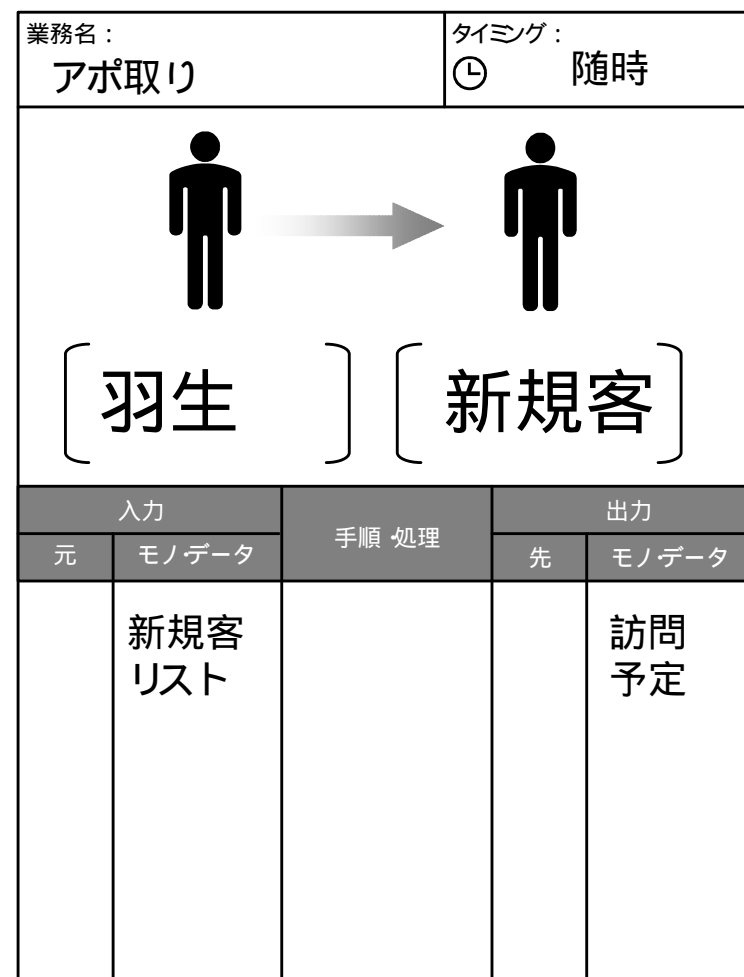 業務名：
アポ取り
タイミング：
随時
羽生
新規客
入力
手順・処理
出力
元
モノ・データ
先
モノ・データ
新規客
リスト
訪問
予定